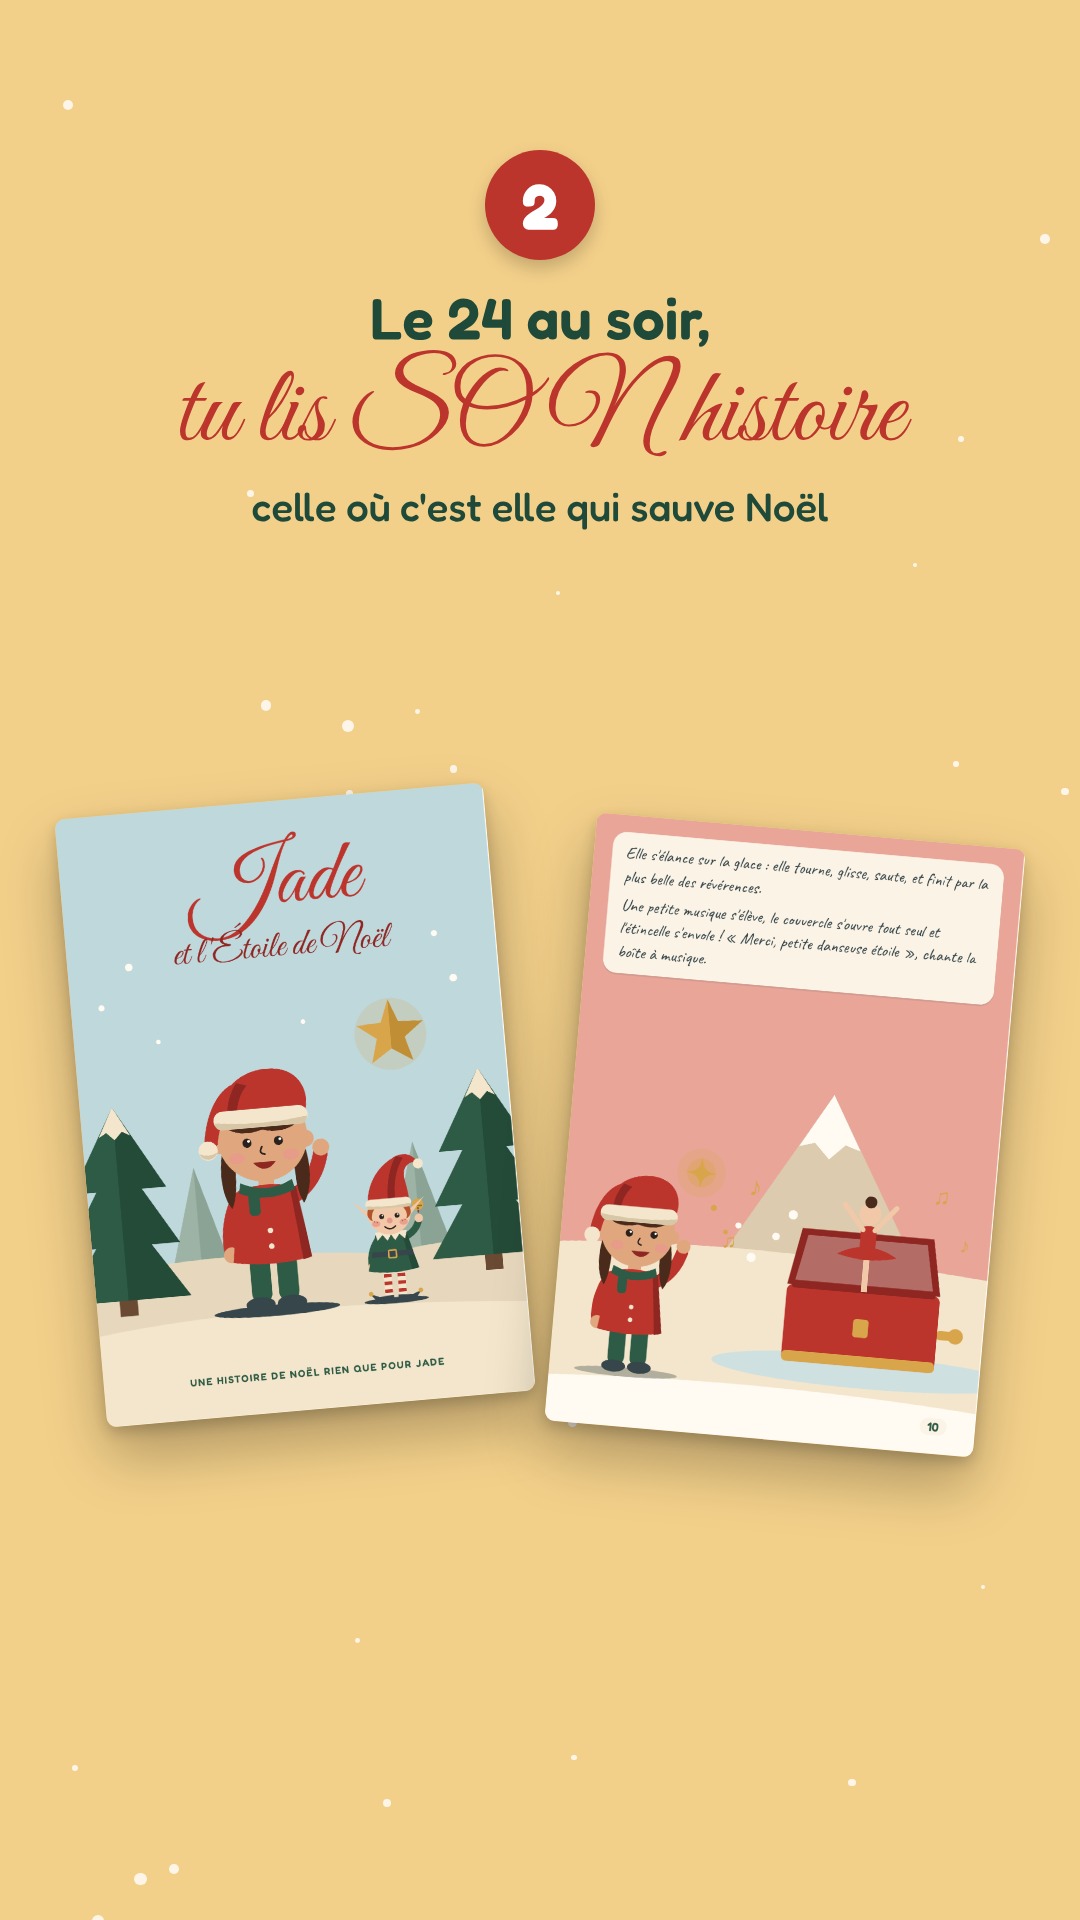 2
Le 24 au soir,
tu lis SON histoire
celle où c'est elle qui sauve Noël
Jade
et l'Étoile de Noël
UNE HISTOIRE DE NOËL RIEN QUE POUR JADE
Elle s'élance sur la glace : elle tourne, glisse, saute, et finit par la
plus belle des révérences.
Une petite musique s'élève, le couvercle s'ouvre tout seul et
l'étincelle s'envole ! « Merci, petite danseuse étoile », chante la
boîte à musique.
10